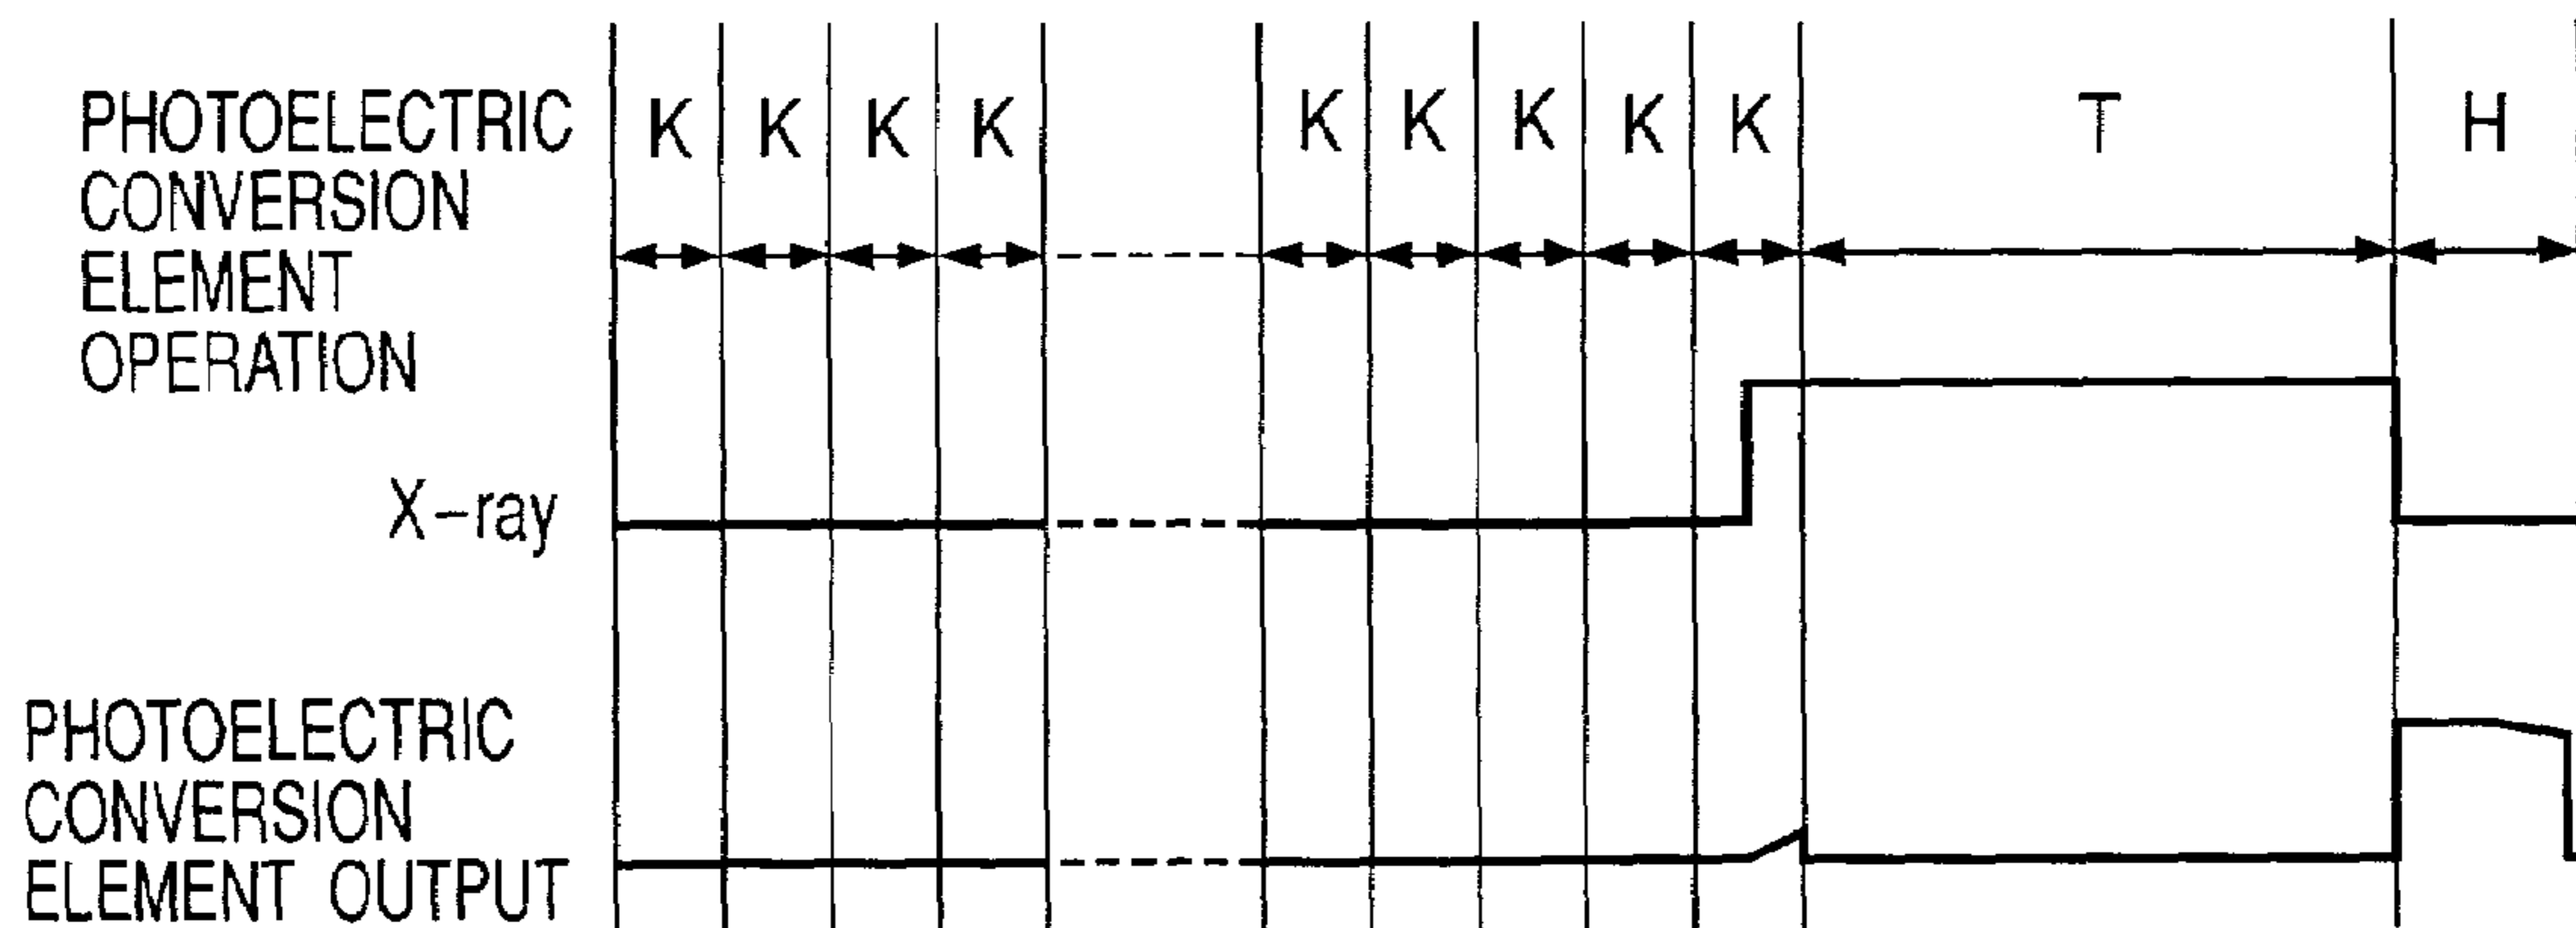 PHOTOELECTRIC
CONVERSION
ELEMENT
OPERATION
K K K K K K K K K T H
X-ray
PHOTOELECTRIC
CONVERSION
ELEMENT OUTPUT